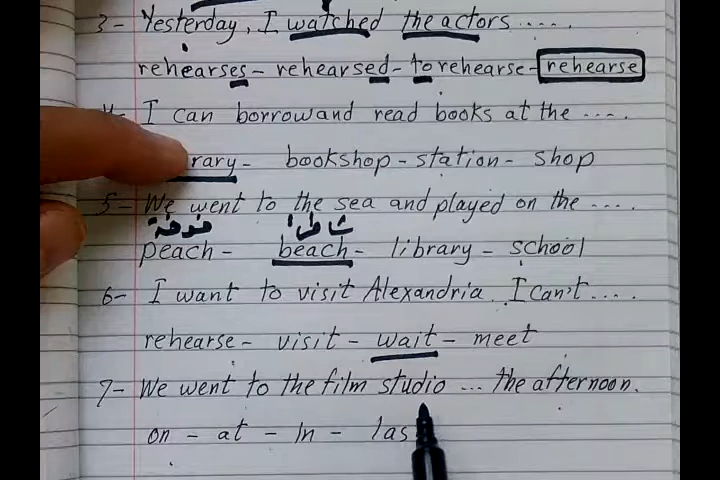 3- Yesterday, I watched the actors .....
rehearses - rehearsed - to rehearse - rehearse
4- I can borrow and read books at the ....
rary - bookshop - station - shop
5- We went to the sea and played on the ....
خوخة شاطئ
peach - beach - library - school
6- I want to visit Alexandria. I can't ....
rehearse - visit - wait - meet
7- We went to the film studio ... the afternoon.
on - at - In - las